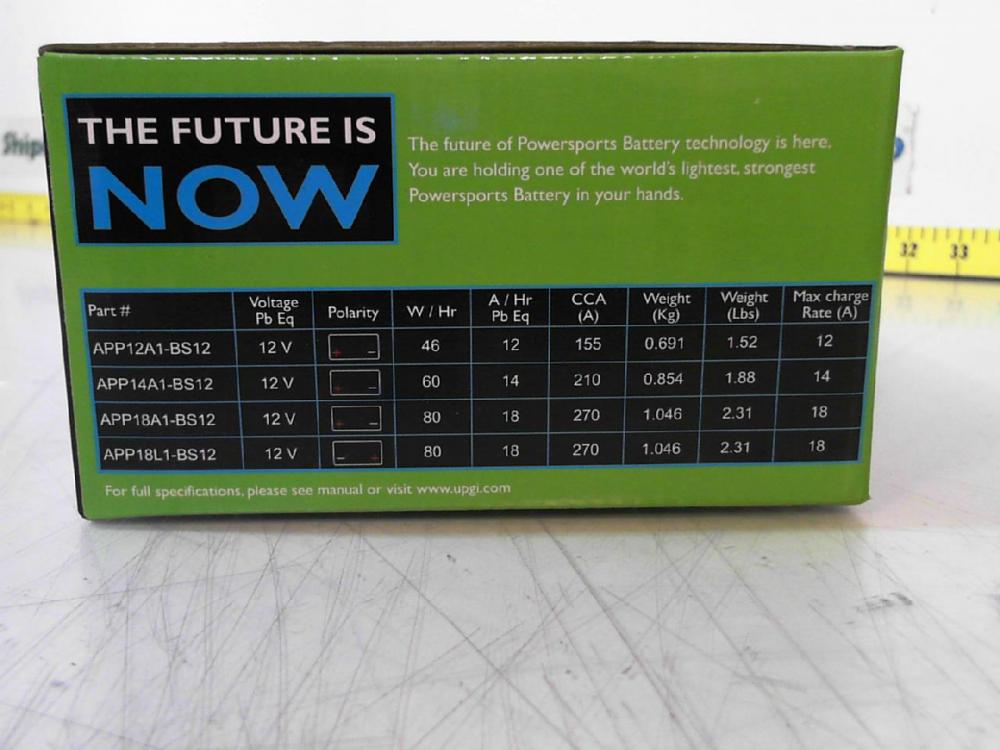 THE FUTURE IS
NOW
The future of Powersports Battery technology is here.
You are holding one of the world's lightest, strongest
Powersports Battery in your hands.
Part # Voltage Pb Eq Polarity W / Hr A / Hr Pb Eq CCA (A) Weight (Kg) Weight (Lbs) Max charge Rate (A)
APP12A1-BS12 12 V + – 46 12 155 0.691 1.52 12
APP14A1-BS12 12 V + – 60 14 210 0.854 1.88 14
APP18A1-BS12 12 V + – 80 18 270 1.046 2.31 18
APP18L1-BS12 12 V – + 80 18 270 1.046 2.31 18
For full specifications, please see manual or visit www.upgi.com
Ship
32 33